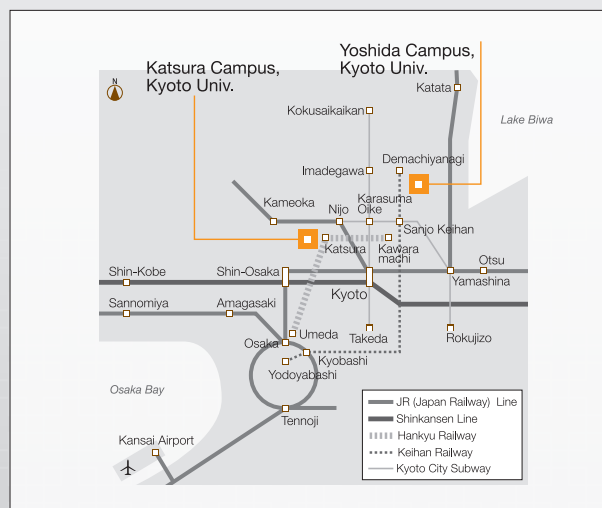 Yoshida Campus,
Kyoto Univ.
Katsura Campus,
Kyoto Univ.
N
Katata
Kokusaikaikan
Lake Biwa
Demachiyanagi
Imadegawa
Karasuma
Oike
Kameoka
Nijo
Sanjo Keihan
Katsura
Kawara
machi
Otsu
Shin-Kobe
Shin-Osaka
Yamashina
Kyoto
Sannomiya
Amagasaki
Umeda
Takeda
Rokujizo
Osaka
Kyobashi
Yodoyabashi
Osaka Bay
Tennoji
Kansai Airport
JR (Japan Railway) Line
Shinkansen Line
Hankyu Railway
Keihan Railway
Kyoto City Subway